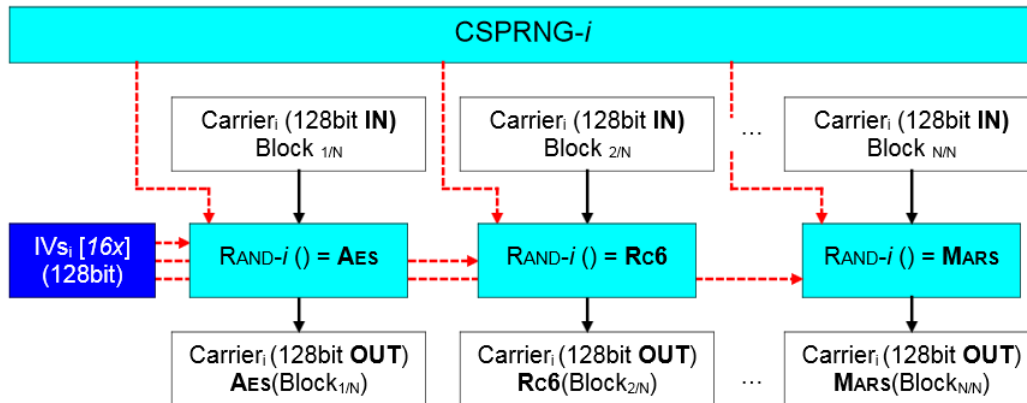 CSPRNG-i
Carrieri (128bit IN)
Block 1/N
Carrieri (128bit IN)
Block 2/N
...
Carrieri (128bit IN)
Block N/N
IVsi [16x]
(128bit)
RAND-i () = AES
RAND-i () = RC6
RAND-i () = MARS
Carrieri (128bit OUT)
AES(Block1/N)
Carrieri (128bit OUT)
RC6(Block2/N)
...
Carrieri (128bit OUT)
MARS(BlockN/N)